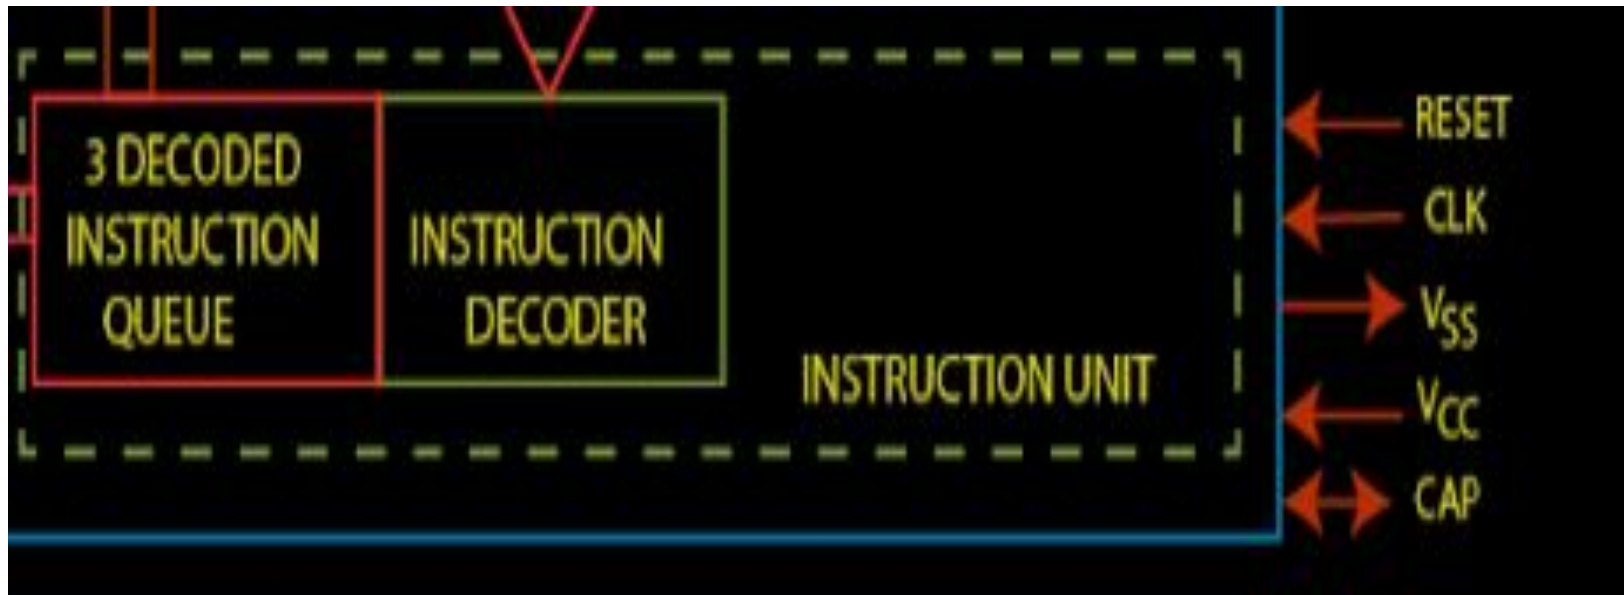 3 DECODED
INSTRUCTION
QUEUE
INSTRUCTION
DECODER
INSTRUCTION UNIT
RESET
CLK
VSS
VCC
CAP